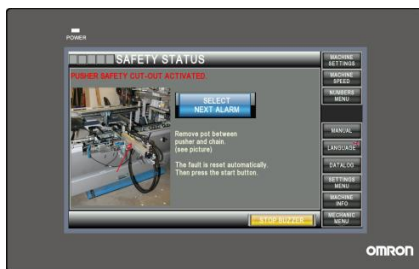 POWER
SAFETY STATUS
PUSHER SAFETY CUT-OUT ACTIVATED
SELECT
NEXT ALARM
Remove pot between
pusher and chain.
(see picture)
The fault is reset automatically.
Then press the start button.
STOP BUZZER
MACHINE
SETTINGS
MACHINE
SPEED
NUMBERS
MENU
MANUAL
LANGUAGE
DATALOG
SETTINGS
MENU
MACHINE
INFO
MECHANIC
MENU
OMRON